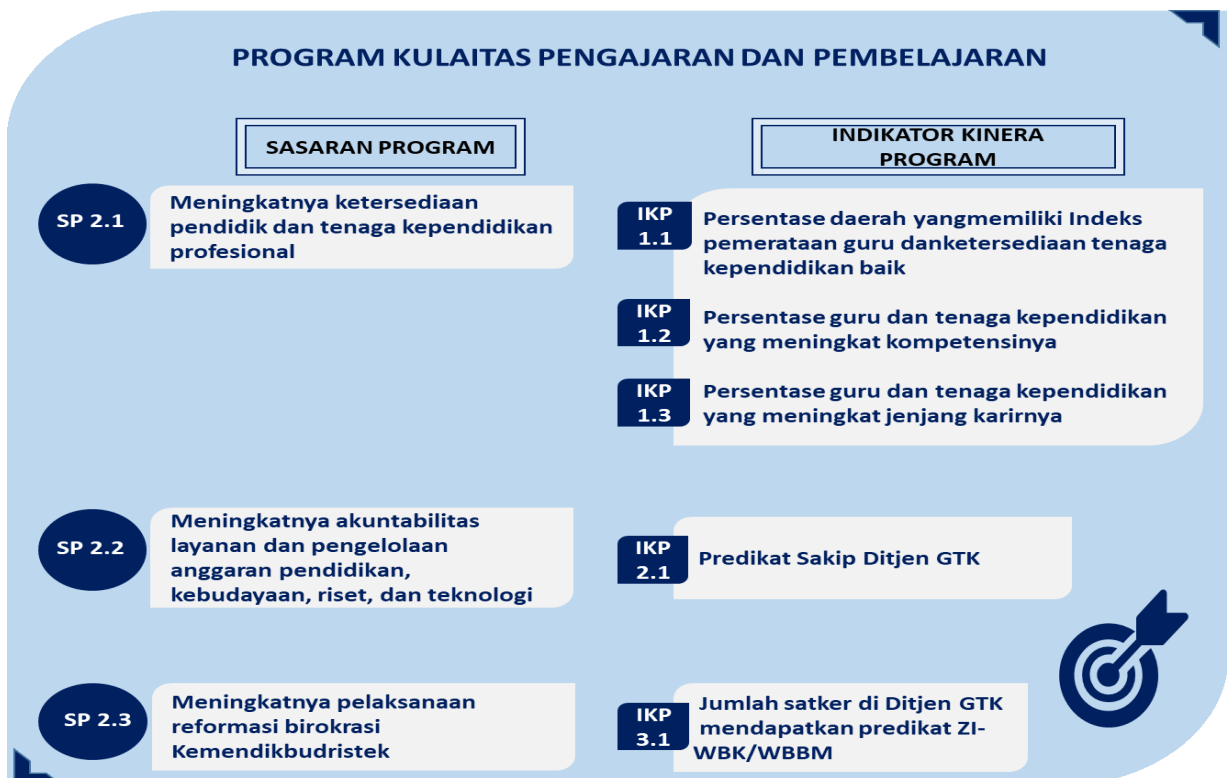 PROGRAM KULAITAS PENGAJARAN DAN PEMBELAJARAN
SASARAN PROGRAM
INDIKATOR KINERA
PROGRAM
SP 2.1
Meningkatnya ketersediaan
pendidik dan tenaga kependidikan
profesional
IKP
1.1
Persentase daerah yangmemiliki Indeks
pemerataan guru danketersediaan tenaga
kependidikan baik
IKP
1.2
Persentase guru dan tenaga kependidikan
yang meningkat kompetensinya
IKP
1.3
Persentase guru dan tenaga kependidikan
yang meningkat jenjang karirnya
SP 2.2
Meningkatnya akuntabilitas
layanan dan pengelolaan
anggaran pendidikan,
kebudayaan, riset, dan teknologi
IKP
2.1
Predikat Sakip Ditjen GTK
SP 2.3
Meningkatnya pelaksanaan
reformasi birokrasi
Kemendikbudristek
IKP
3.1
Jumlah satker di Ditjen GTK
mendapatkan predikat ZI-
WBK/WBBM